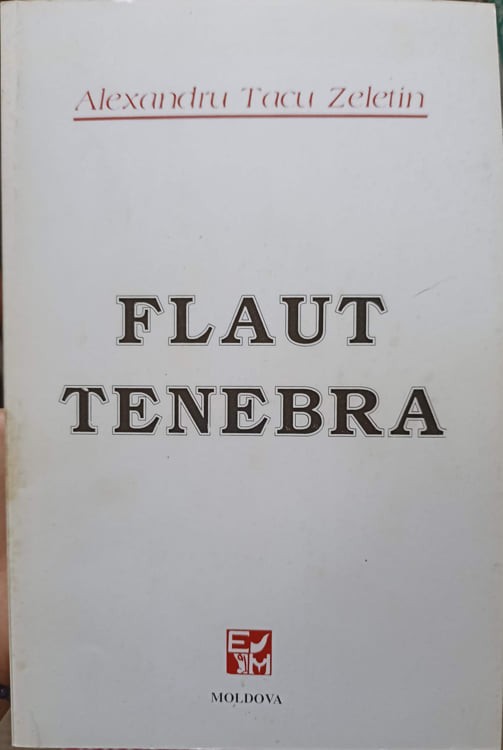 Alexandru Tacu Zeletin
FLAUT
TENEBRA
E
M
MOLDOVA